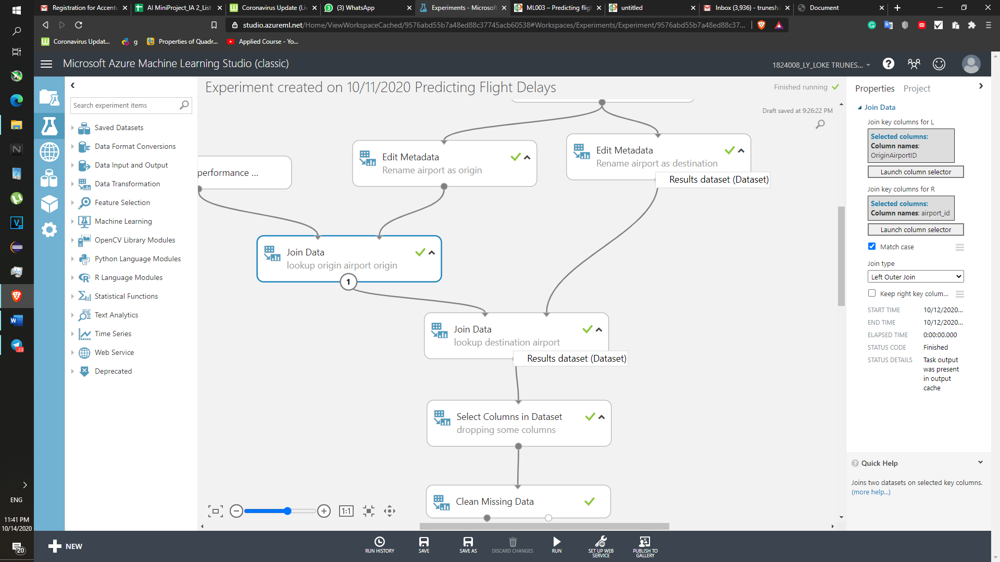 Registration for Accent
AI MiniProject_IA 2_List-
Coronavirus Update (Liv
(3) WhatsApp
Experiments - Microsoft
ML003 – Predicting fligh
untitled
Inbox (3,936) - trunesh.l
Document
studio.azureml.net/Home/ViewWorkspaceCached/9576abd55b7a48ed88c37745acb60538#Workspaces/Experiments/Experiment/9576abd55b7a48ed88c37...
Coronavirus Updat...
g
Properties of Quadr...
Applied Course - Yo...
Microsoft Azure Machine Learning Studio (classic)
1824008_LY_LOKE TRUNES...
Experiment created on 10/11/2020 Predicting Flight Delays
Finished running
Draft saved at 9:26:22 PM
Search experiment items
Saved Datasets
Data Format Conversions
Data Input and Output
Data Transformation
Feature Selection
Machine Learning
OpenCV Library Modules
Python Language Modules
R Language Modules
Statistical Functions
Text Analytics
Time Series
Web Service
Deprecated
performance ...
Edit Metadata
Rename airport as origin
Edit Metadata
Rename airport as destination
Results dataset (Dataset)
Join Data
lookup origin airport origin
1
Join Data
lookup destination airport
Results dataset (Dataset)
Select Columns in Dataset
dropping some columns
Clean Missing Data
1:1
Properties
Project
Join Data
Join key columns for L
Selected columns:
Column names:
OriginAirportID
Launch column selector
Join key columns for R
Selected columns:
Column names: airport_id
Launch column selector
Match case
Join type
Left Outer Join
Keep right key colum...
START TIME 10/12/2020...
END TIME 10/12/2020...
ELAPSED TIME 0:00:00.000
STATUS CODE Finished
STATUS DETAILS Task output
was present
in output
cache
Quick Help
Joins two datasets on selected key columns.
(more help...)
NEW
RUN HISTORY
SAVE
SAVE AS
DISCARD CHANGES
RUN
SET UP WEB
SERVICE
PUBLISH TO
GALLERY
23
ENG
11:41 PM
10/14/2020
20